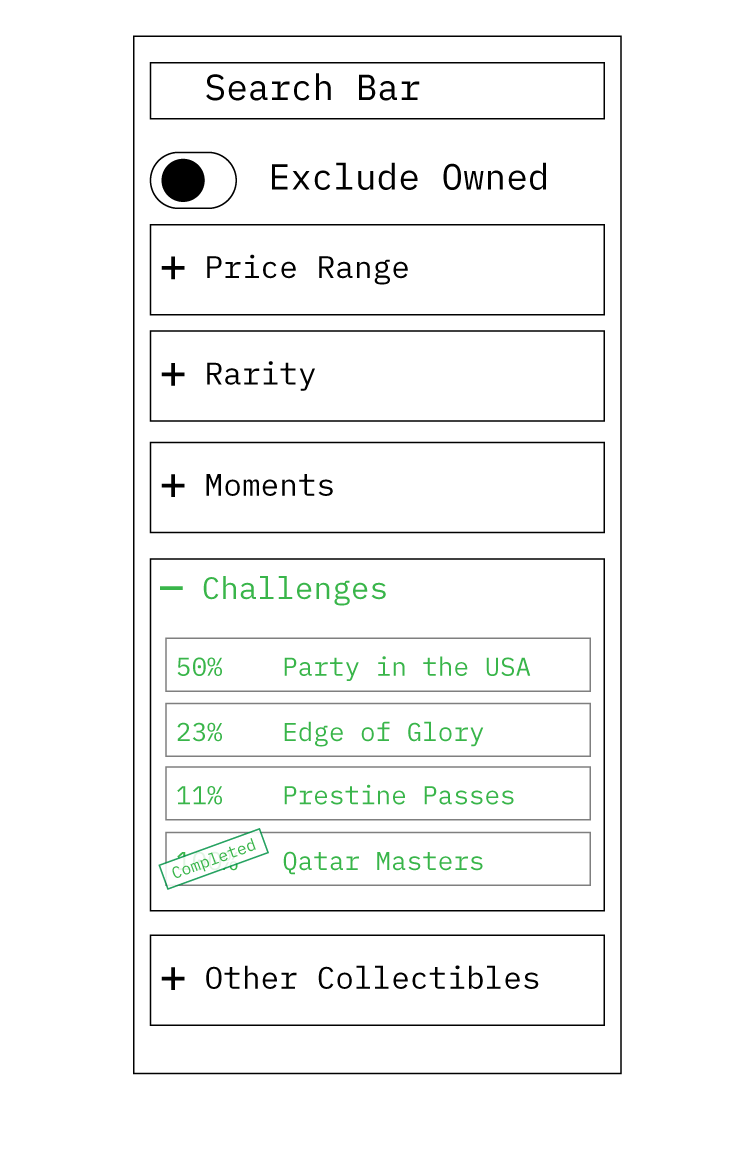 Search Bar
Exclude Owned
+ Price Range
+ Rarity
+ Moments
− Challenges
50% Party in the USA
23% Edge of Glory
11% Prestine Passes
Completed Qatar Masters
+ Other Collectibles